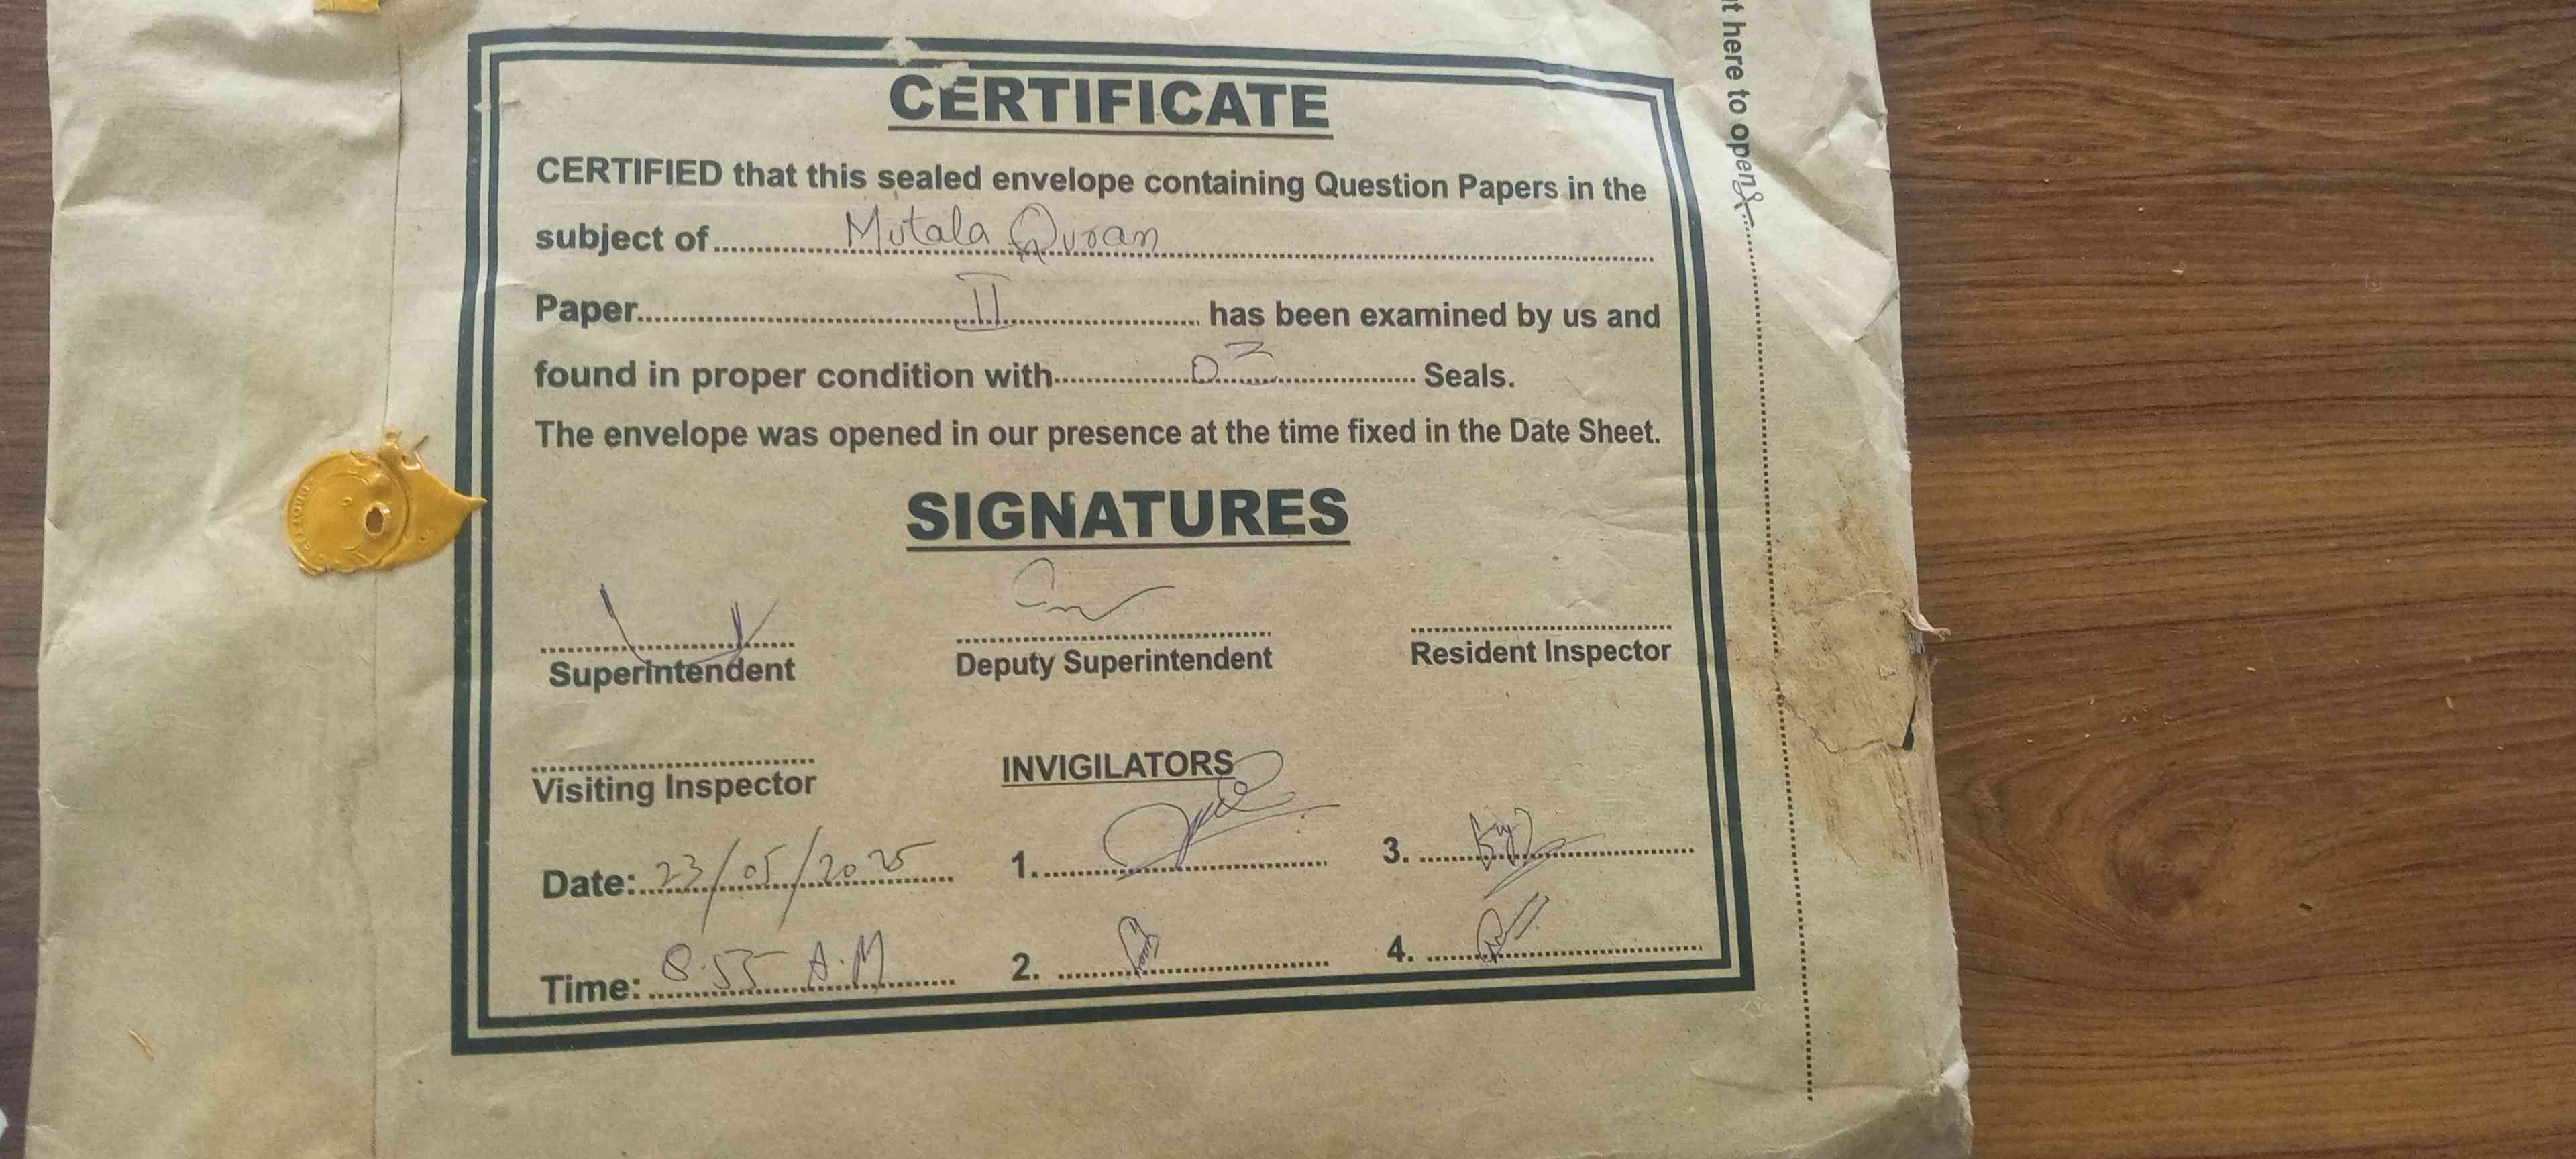 CERTIFICATE
CERTIFIED that this sealed envelope containing Question Papers in the
subject of Mutala Quran
Paper II has been examined by us and
found in proper condition with 03 Seals.
The envelope was opened in our presence at the time fixed in the Date Sheet.
SIGNATURES
Superintendent Deputy Superintendent Resident Inspector
Visiting Inspector INVIGILATORS
Date: 23/05/2025 1. 3.
Time: 8.55 A.M 2. 4.
here to open